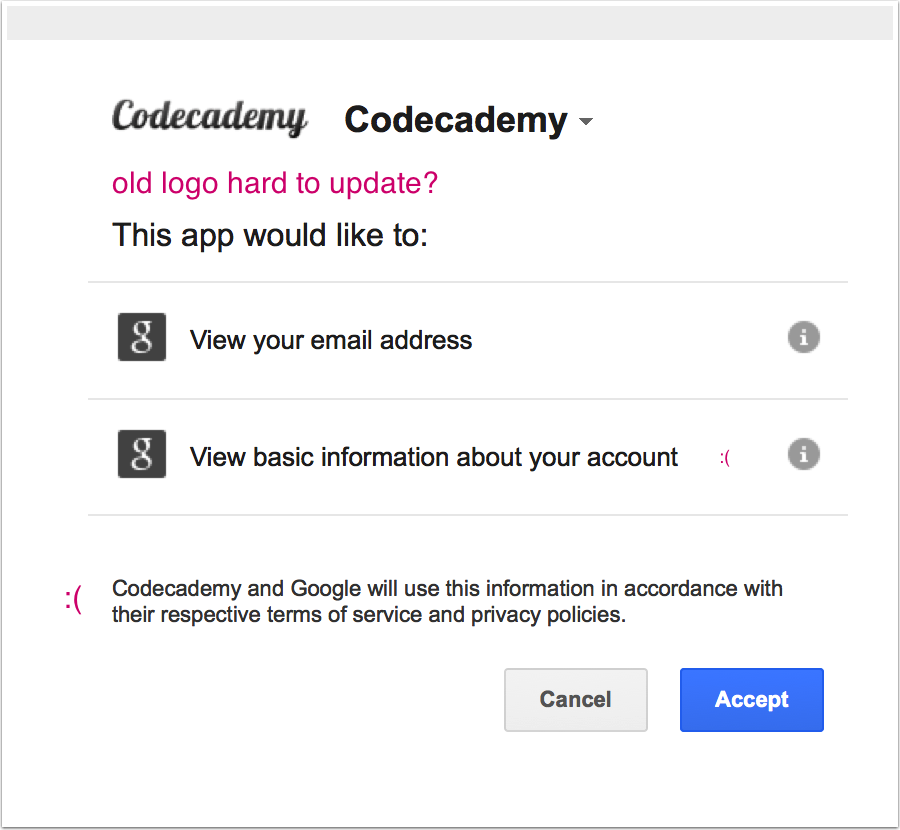 Codecademy Codecademy
old logo hard to update?
This app would like to:
g View your email address i
g View basic information about your account :( i
:( Codecademy and Google will use this information in accordance with
their respective terms of service and privacy policies.
Cancel Accept